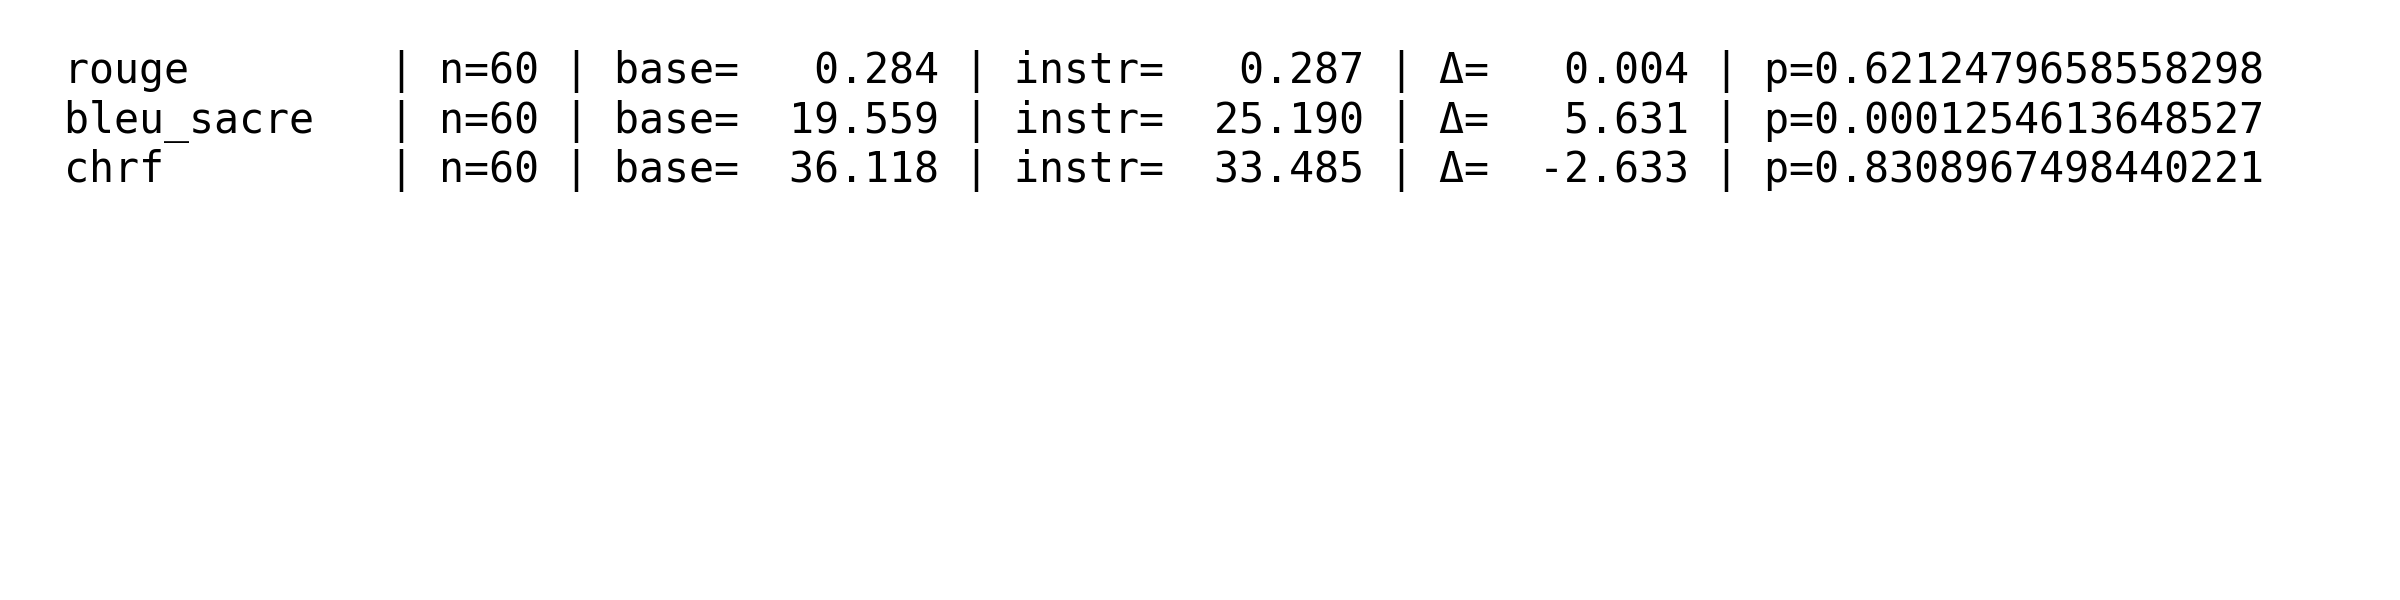 rouge        | n=60 | base=   0.284 | instr=   0.287 | Δ=   0.004 | p=0.6212479658558298
bleu_sacre   | n=60 | base=  19.559 | instr=  25.190 | Δ=   5.631 | p=0.0001254613648527
chrf         | n=60 | base=  36.118 | instr=  33.485 | Δ=  -2.633 | p=0.8308967498440221